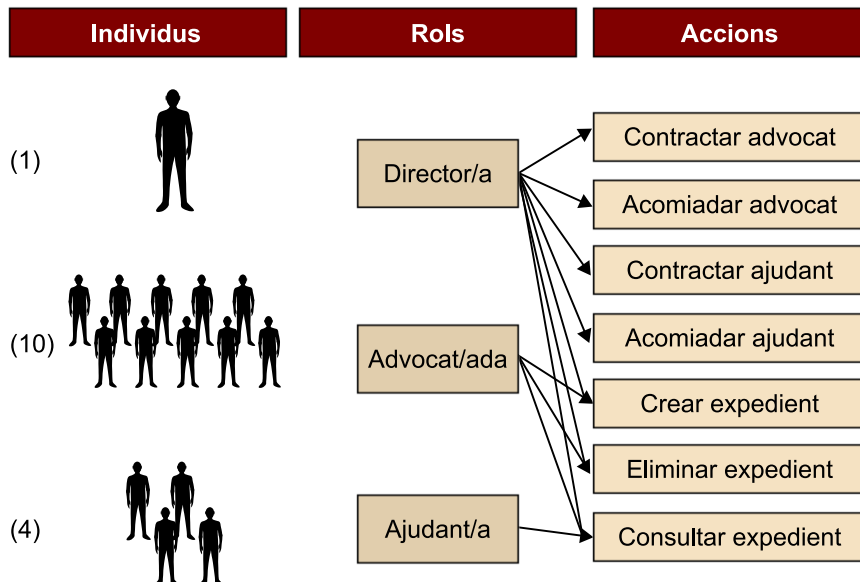 Individus
Rols
Accions
(1)
Director/a
Contractar advocat
Acomiadar advocat
Contractar ajudant
(10)
Advocat/ada
Acomiadar ajudant
Crear expedient
Eliminar expedient
(4)
Ajudant/a
Consultar expedient